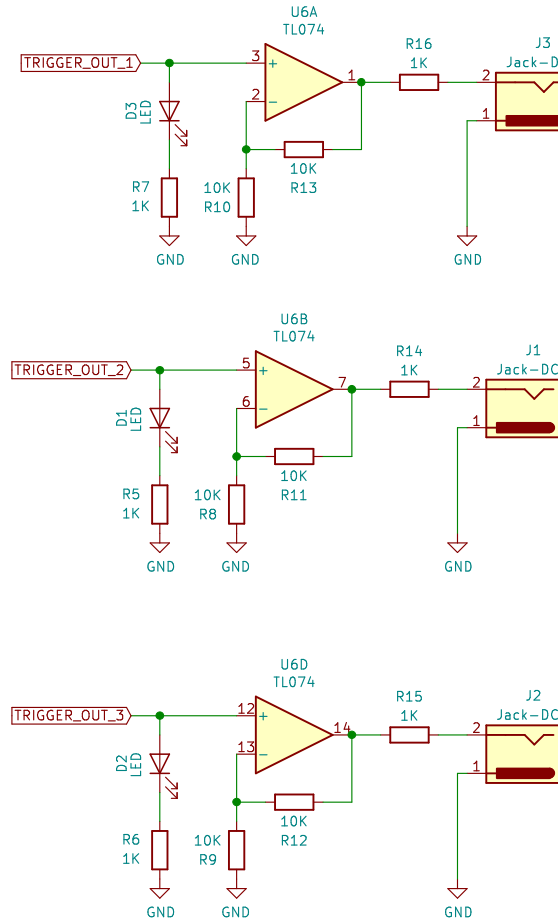 U6A
TL074
TRIGGER_OUT_1
3
+
2
−
1
R16
1K
J3
Jack-D
2
1
D3
LED
R7
1K
10K
R10
10K
R13
GND
GND
GND
U6B
TL074
TRIGGER_OUT_2
5
+
6
−
7
R14
1K
J1
Jack-DC
2
1
D1
LED
R5
1K
10K
R8
10K
R11
GND
GND
GND
U6D
TL074
TRIGGER_OUT_3
12
+
13
−
14
R15
1K
J2
Jack-DC
2
1
D2
LED
R6
1K
10K
R9
10K
R12
GND
GND
GND